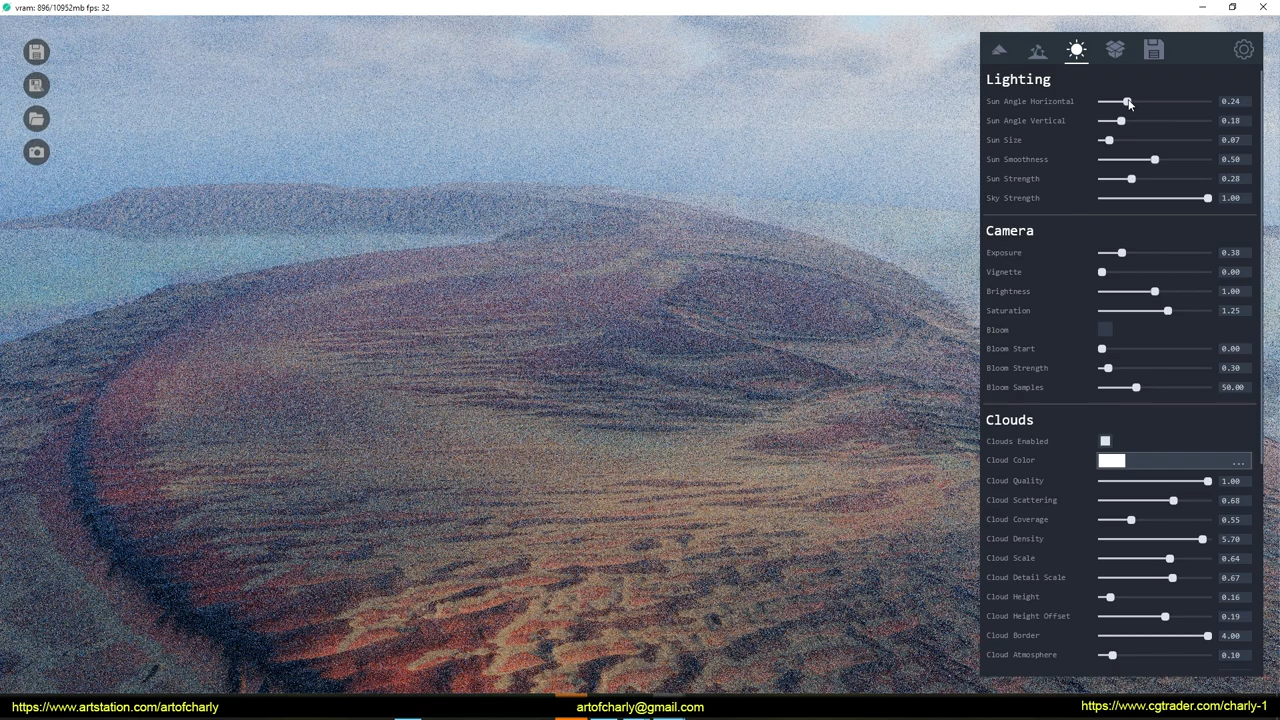 vram: 896/10952mb fps: 32
Lighting
Sun Angle Horizontal 0.24
Sun Angle Vertical 0.18
Sun Size 0.07
Sun Smoothness 0.50
Sun Strength 0.28
Sky Strength 1.00
Camera
Exposure 0.38
Vignette 0.00
Brightness 1.00
Saturation 1.25
Bloom
Bloom Start 0.00
Bloom Strength 0.30
Bloom Samples 50.00
Clouds
Clouds Enabled
Cloud Color ...
Cloud Quality 1.00
Cloud Scattering 0.68
Cloud Coverage 0.55
Cloud Density 5.70
Cloud Scale 0.64
Cloud Detail Scale 0.67
Cloud Height 0.16
Cloud Height Offset 0.19
Cloud Border 4.00
Cloud Atmosphere 0.10
https://www.artstation.com/artofcharly artofcharly@gmail.com https://www.cgtrader.com/charly-1